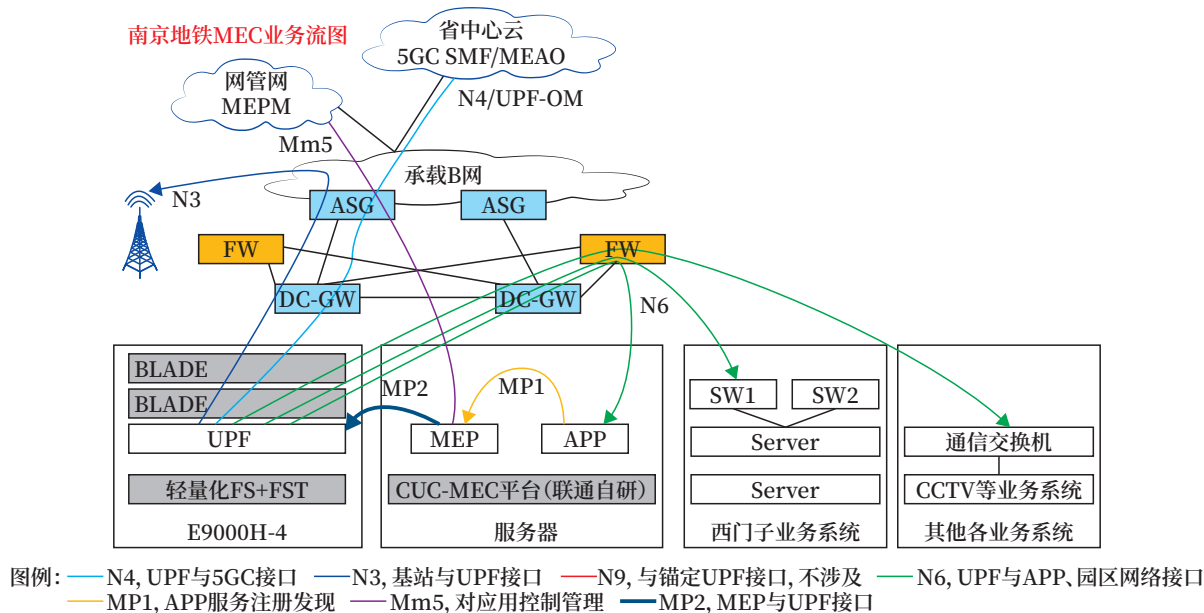 南京地铁MEC业务流图
省中心云
5GC SMF/MEAO
网管网
MEPM
N4/UPF-OM
Mm5
承载B网
N3
ASG
ASG
FW
FW
DC-GW
DC-GW
N6
BLADE
BLADE
UPF
轻量化FS+FST
E9000H-4
MP2
MP1
MEP
APP
CUC-MEC平台(联通自研)
服务器
SW1
SW2
Server
Server
西门子业务系统
通信交换机
CCTV等业务系统
其他各业务系统
图例: N4, UPF与5GC接口 N3, 基站与UPF接口 N9, 与锚定UPF接口, 不涉及 N6, UPF与APP、园区网络接口
MP1, APP服务注册发现 Mm5, 对应用控制管理 MP2, MEP与UPF接口